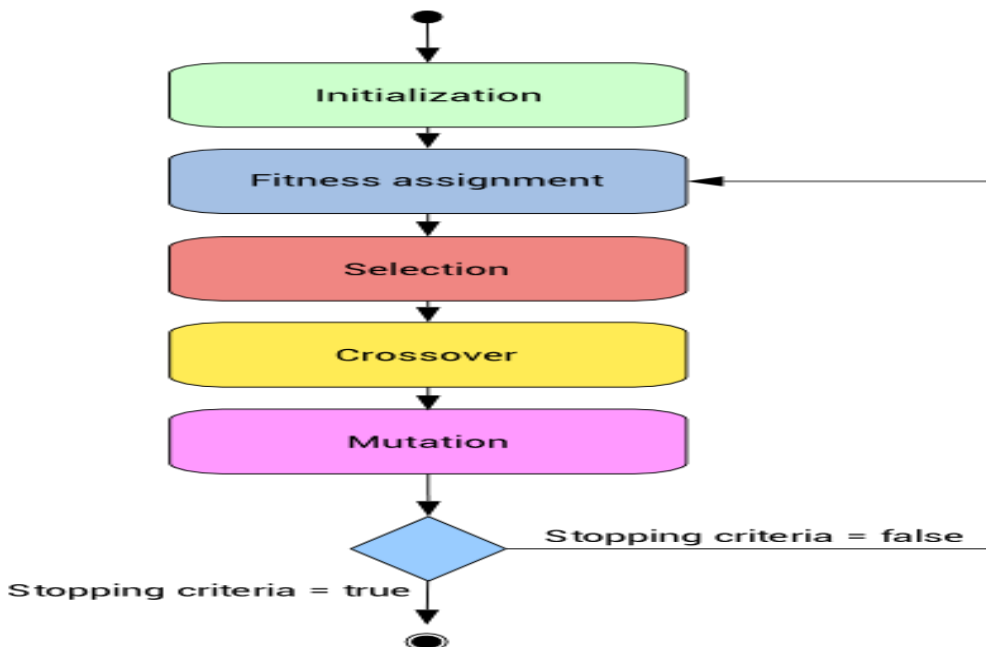 Initialization
Fitness assignment
Selection
Crossover
Mutation
Stopping criteria = false
Stopping criteria = true